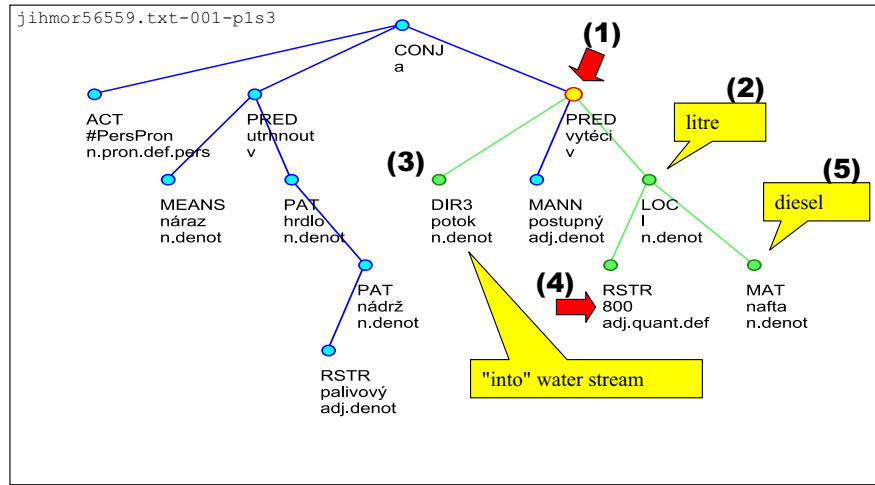 jihmor56559.txt-001-p1s3
CONJ
a
(1)
ACT
#PersPron
n.pron.def.pers
PRED
utrhnout
v
PRED
vytéci
v
(2)
litre
(3)
MEANS
náraz
n.denot
PAT
hrdlo
n.denot
DIR3
potok
n.denot
MANN
postupný
adj.denot
LOC
l
n.denot
(5)
diesel
(4)
PAT
nádrž
n.denot
RSTR
800
adj.quant.def
MAT
nafta
n.denot
RSTR
palivový
adj.denot
"into" water stream